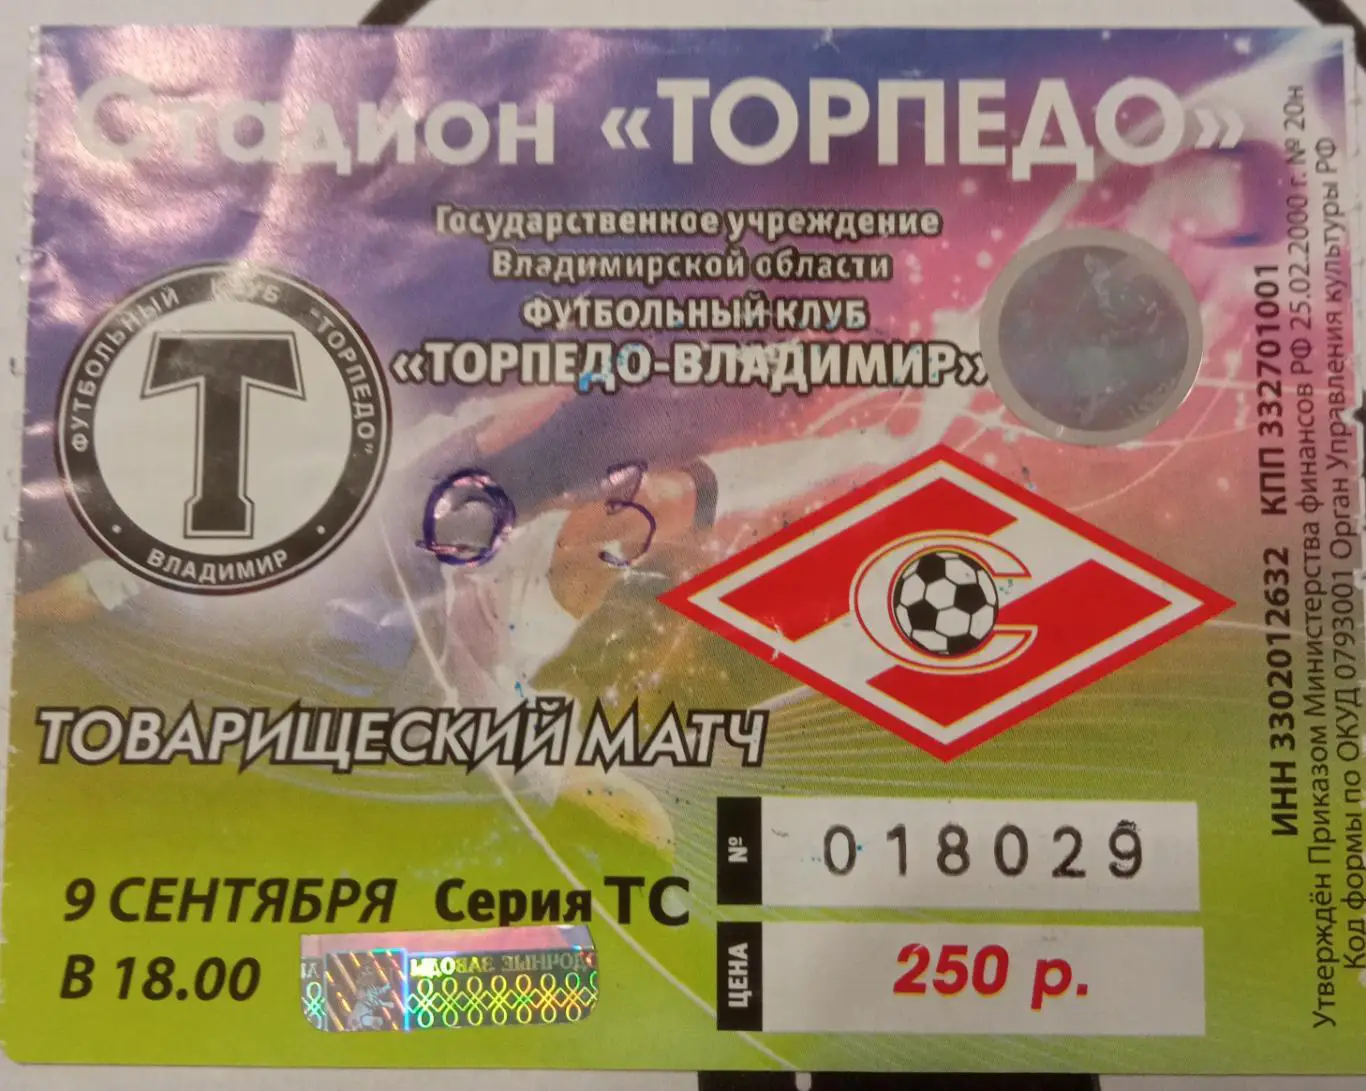 Стадион «ТОРПЕДО»
Государственное учреждение
Владимирской области
ФУТБОЛЬНЫЙ КЛУБ
«ТОРПЕДО-ВЛАДИМИР»
ФУТБОЛЬНЫЙ КЛУБ "ТОРПЕДО"
Т
• ВЛАДИМИР •
03
С
ТОВАРИЩЕСКИЙ МАТЧ
9 СЕНТЯБРЯ Серия ТС
В 18.00
№ 018029
ЦЕНА 250 р.
ЗАВОДЫ
ИНН 3302012632 КПП 332701001
Утверждён Приказом Министерства финансов РФ 25.02.2000 г. № 20н
Код формы по ОКУД 0793001 Орган Управления культуры РФ